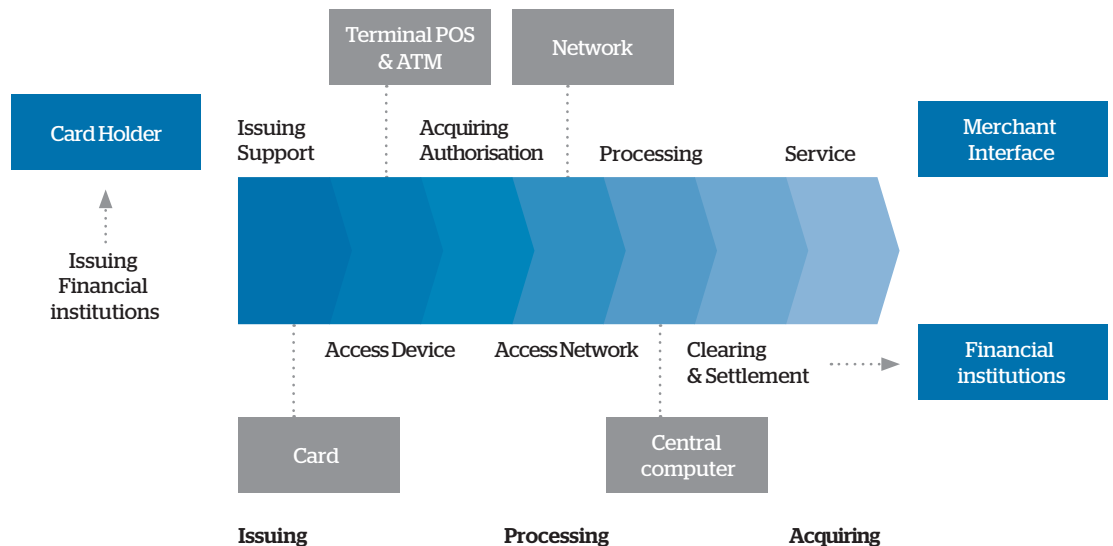 Terminal POS
& ATM
Network
Card Holder
Merchant
Interface
Issuing
Support
Acquiring
Authorisation
Processing
Service
Issuing
Financial
institutions
Access Device
Access Network
Clearing
& Settlement
Financial
institutions
Card
Central
computer
Issuing
Processing
Acquiring